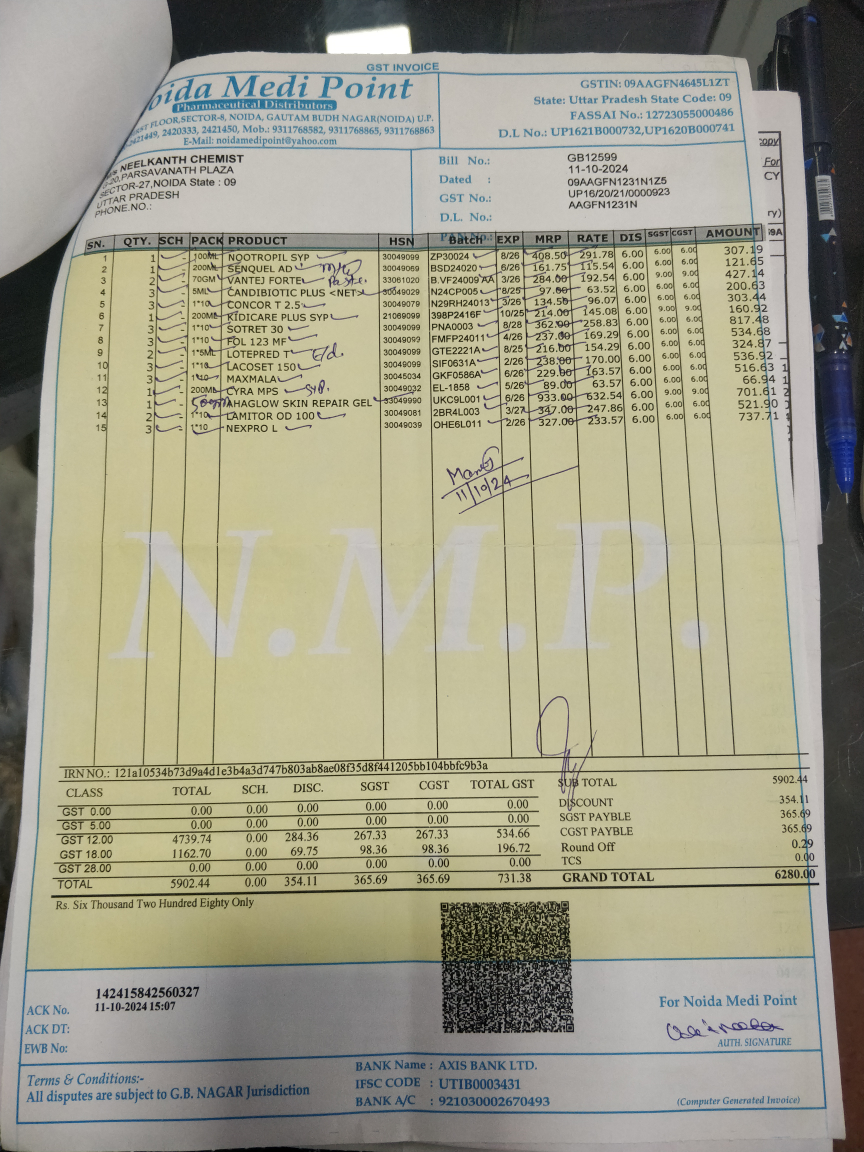 GST INVOICE
oida Medi Point
Pharmaceutical Distributors
FLOOR,SECTOR-8, NOIDA, GAUTAM BUDH NAGAR(NOIDA) U.P.
2421449, 2420333, 2421450, Mob.: 9311768582, 9311768865, 9311768863
E-Mail: noidamedipoint@yahoo.com
GSTIN: 09AAGFN4645L1ZT
State: Uttar Pradesh State Code: 09
FASSAI No.: 12723055000486
D.L No.: UP1621B000732,UP1620B000741
NEELKANTH CHEMIST
PARSAVANATH PLAZA
SECTOR-27,NOIDA State : 09
UTTAR PRADESH
PHONE.NO.:
Bill No.: GB12599
Dated : 11-10-2024
GST No.: 09AAGFN1231N1Z5
D.L. No.: UP16/20/21/0000923
PAN No.: AAGFN1231N
SN. QTY. SCH PACK PRODUCT HSN Batch EXP MRP RATE DIS SGST CGST AMOUNT
1 1 - 100ML NOOTROPIL SYP 30049099 ZP30024 8/26 408.50 291.78 6.00 6.00 6.00 307.19
2 1 - 200ML SENQUEL AD 30049099 BSD24020 6/26 161.75 115.54 6.00 6.00 6.00 121.65
3 2 - 70GM VANTEJ FORTE Paste 33061020 B.VF24009AA 3/26 284.00 192.54 6.00 9.00 9.00 427.14
4 3 - 5ML CANDIBIOTIC PLUS <NET> 30049029 N24CP005 8/25 97.60 63.52 6.00 6.00 6.00 200.63
5 3 - 1*10 CONCOR T 2.5 30049079 N29RH24013 3/26 134.50 96.07 6.00 6.00 6.00 303.44
6 1 - 200ML KIDICARE PLUS SYP 21069099 398P2416F 10/25 214.00 145.08 6.00 9.00 9.00 160.92
7 3 - 1*10 SOTRET 30 30049099 PNA0003 8/28 362.00 258.83 6.00 6.00 6.00 817.48
8 3 - 1*10 FOL 123 MF 30049099 FMFP24011 4/26 237.00 169.29 6.00 6.00 6.00 534.68
9 2 - 1*5ML LOTEPRED T E/d. 30049099 GTE2221A 8/25 216.00 154.29 6.00 6.00 6.00 324.87
10 3 - 1*10 LACOSET 150 30049099 SIF0631A 2/26 238.00 170.00 6.00 6.00 6.00 536.92
11 3 - 1*10 MAXMALA 30045034 GKF0586A 6/26 229.00 163.57 6.00 6.00 6.00 516.63
12 1 - 200ML CYRA MPS syp. 30049032 EL-1858 5/26 89.00 63.57 6.00 6.00 6.00 66.94
13 1 - AHAGLOW SKIN REPAIR GEL 33049990 UKC9L001 6/26 933.00 632.54 6.00 9.00 9.00 701.61
14 2 - 1*10 LAMITOR OD 100 30049081 2BR4L003 3/27 347.00 247.86 6.00 6.00 6.00 521.90
15 3 - 1*10 NEXPRO L 30049039 OHE6L011 2/26 327.00 233.57 6.00 6.00 6.00 737.71
11/10/24
N.M.P.
IRN NO.: 121a10534b73d9a4d1e3b4a3d747b803ab8ae08f35d8f441205bb104bbfc9b3a
CLASS TOTAL SCH. DISC. SGST CGST TOTAL GST
GST 0.00 0.00 0.00 0.00 0.00 0.00 0.00
GST 5.00 0.00 0.00 0.00 0.00 0.00 0.00
GST 12.00 4739.74 0.00 284.36 267.33 267.33 534.66
GST 18.00 1162.70 0.00 69.75 98.36 98.36 196.72
GST 28.00 0.00 0.00 0.00 0.00 0.00 0.00
TOTAL 5902.44 0.00 354.11 365.69 365.69 731.38
SUB TOTAL 5902.44
DISCOUNT 354.11
SGST PAYBLE 365.69
CGST PAYBLE 365.69
Round Off 0.29
TCS 0.00
GRAND TOTAL 6280.00
Rs. Six Thousand Two Hundred Eighty Only
ACK No. 142415842560327
ACK DT: 11-10-2024 15:07
EWB No:
For Noida Medi Point
AUTH. SIGNATURE
Terms & Conditions:-
All disputes are subject to G.B. NAGAR Jurisdiction
BANK Name : AXIS BANK LTD.
IFSC CODE : UTIB0003431
BANK A/C : 921030002670493
(Computer Generated Invoice)